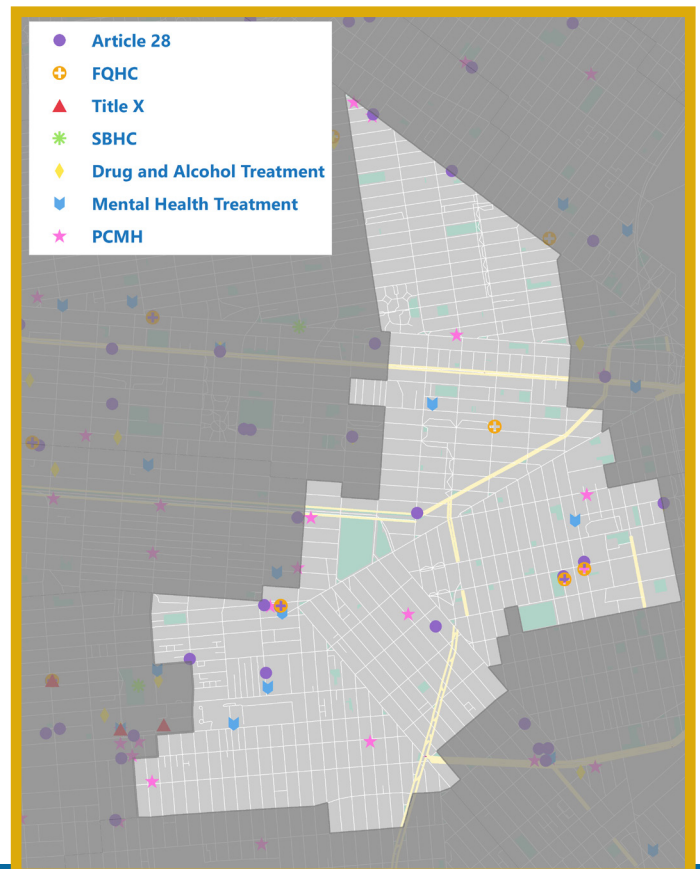 Article 28
FQHC
Title X
SBHC
Drug and Alcohol Treatment
Mental Health Treatment
PCMH